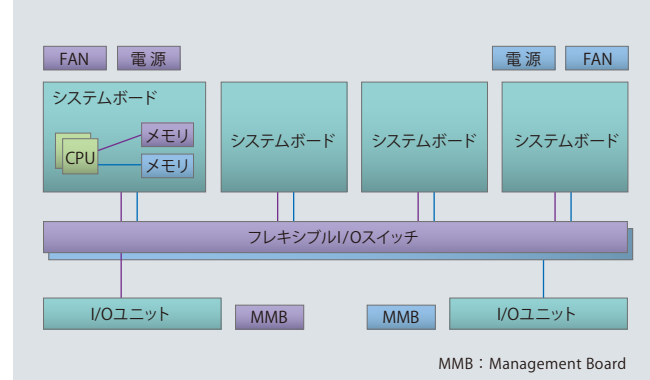 FAN 電源 電源 FAN
システムボード
CPU
メモリ
メモリ
システムボード
システムボード
システムボード
フレキシブルI/Oスイッチ
I/Oユニット MMB MMB I/Oユニット
MMB：Management Board